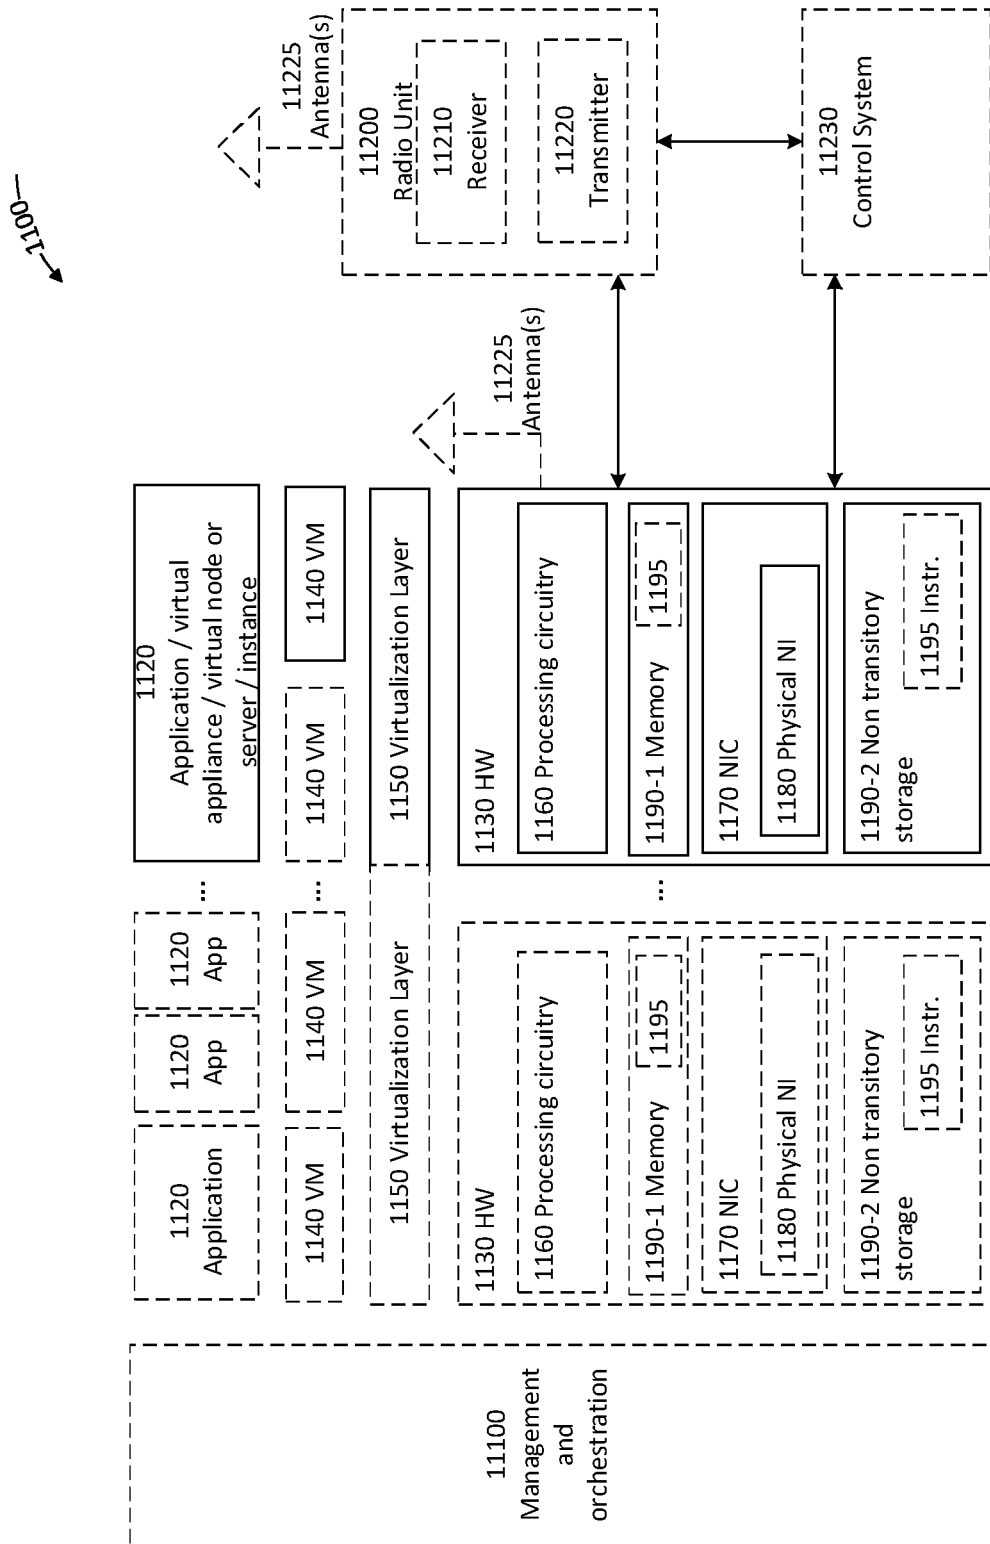 1100
11100
Management
and
orchestration
1120
Application
1120
App
1120
App
...
1120
Application / virtual
appliance / virtual node or
server / instance
1140 VM
1140 VM
...
1140 VM
1140 VM
1150 Virtualization Layer
1150 Virtualization Layer
1130 HW
1160 Processing circuitry
1190-1 Memory
1195
1170 NIC
1180 Physical NI
1190-2 Non transitory
storage
1195 Instr.
...
1130 HW
1160 Processing circuitry
1190-1 Memory
1195
1170 NIC
1180 Physical NI
1190-2 Non transitory
storage
1195 Instr.
11225
Antenna(s)
11225
Antenna(s)
11200
Radio Unit
11210
Receiver
11220
Transmitter
11230
Control System